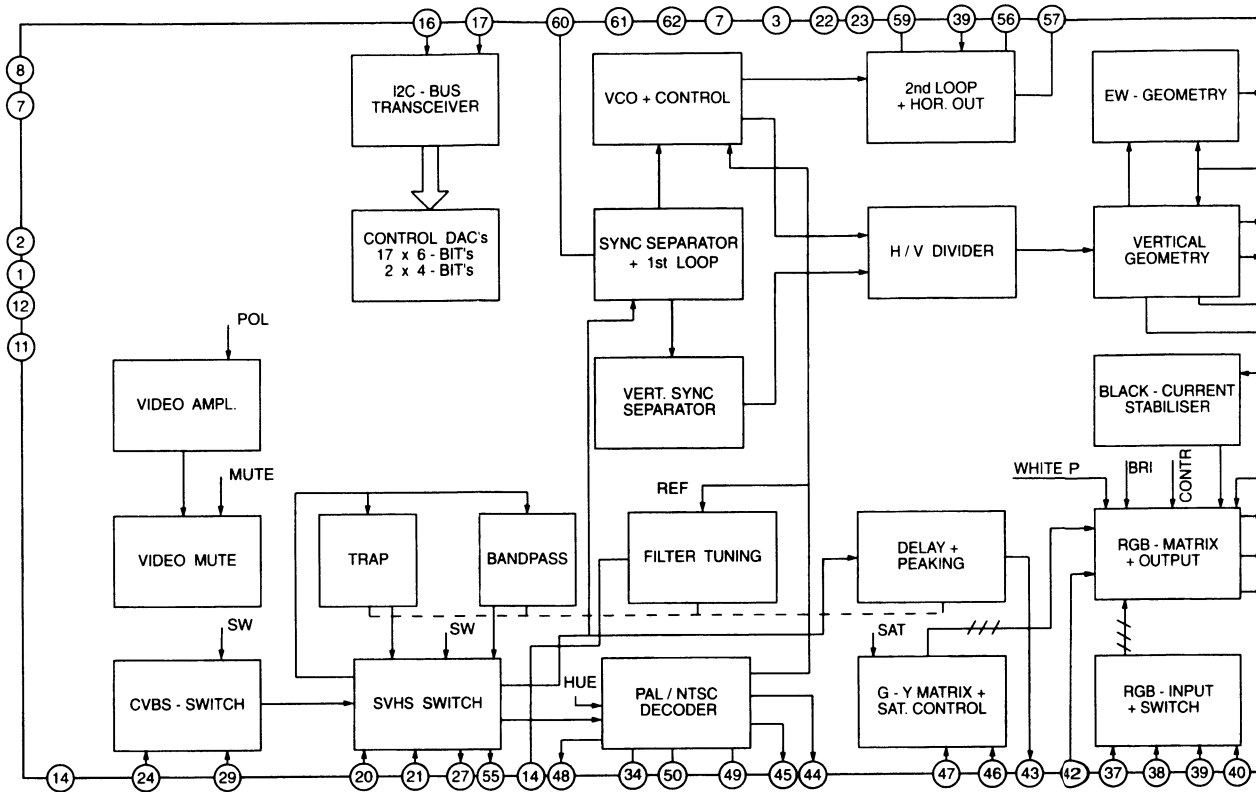 16 17 60 61 62 7 3 22 23 59 39 56 57
8
7
2
1
12
11
I2C - BUS
TRANSCEIVER
VCO + CONTROL
2nd LOOP
+ HOR. OUT
EW - GEOMETRY
CONTROL DAC's
17 x 6 - BIT's
2 x 4 - BIT's
SYNC SEPARATOR
+ 1st LOOP
H / V DIVIDER
VERTICAL
GEOMETRY
POL
VIDEO AMPL.
VERT. SYNC
SEPARATOR
BLACK - CURRENT
STABILISER
MUTE
REF
WHITE P
BRI
CONTR
VIDEO MUTE
TRAP
BANDPASS
FILTER TUNING
DELAY +
PEAKING
RGB - MATRIX
+ OUTPUT
SW
SW
SAT
HUE
CVBS - SWITCH
SVHS SWITCH
PAL / NTSC
DECODER
G - Y MATRIX +
SAT. CONTROL
RGB - INPUT
+ SWITCH
14 24 29 20 21 27 55 14 48 34 50 49 45 44 47 46 43 42 37 38 39 40